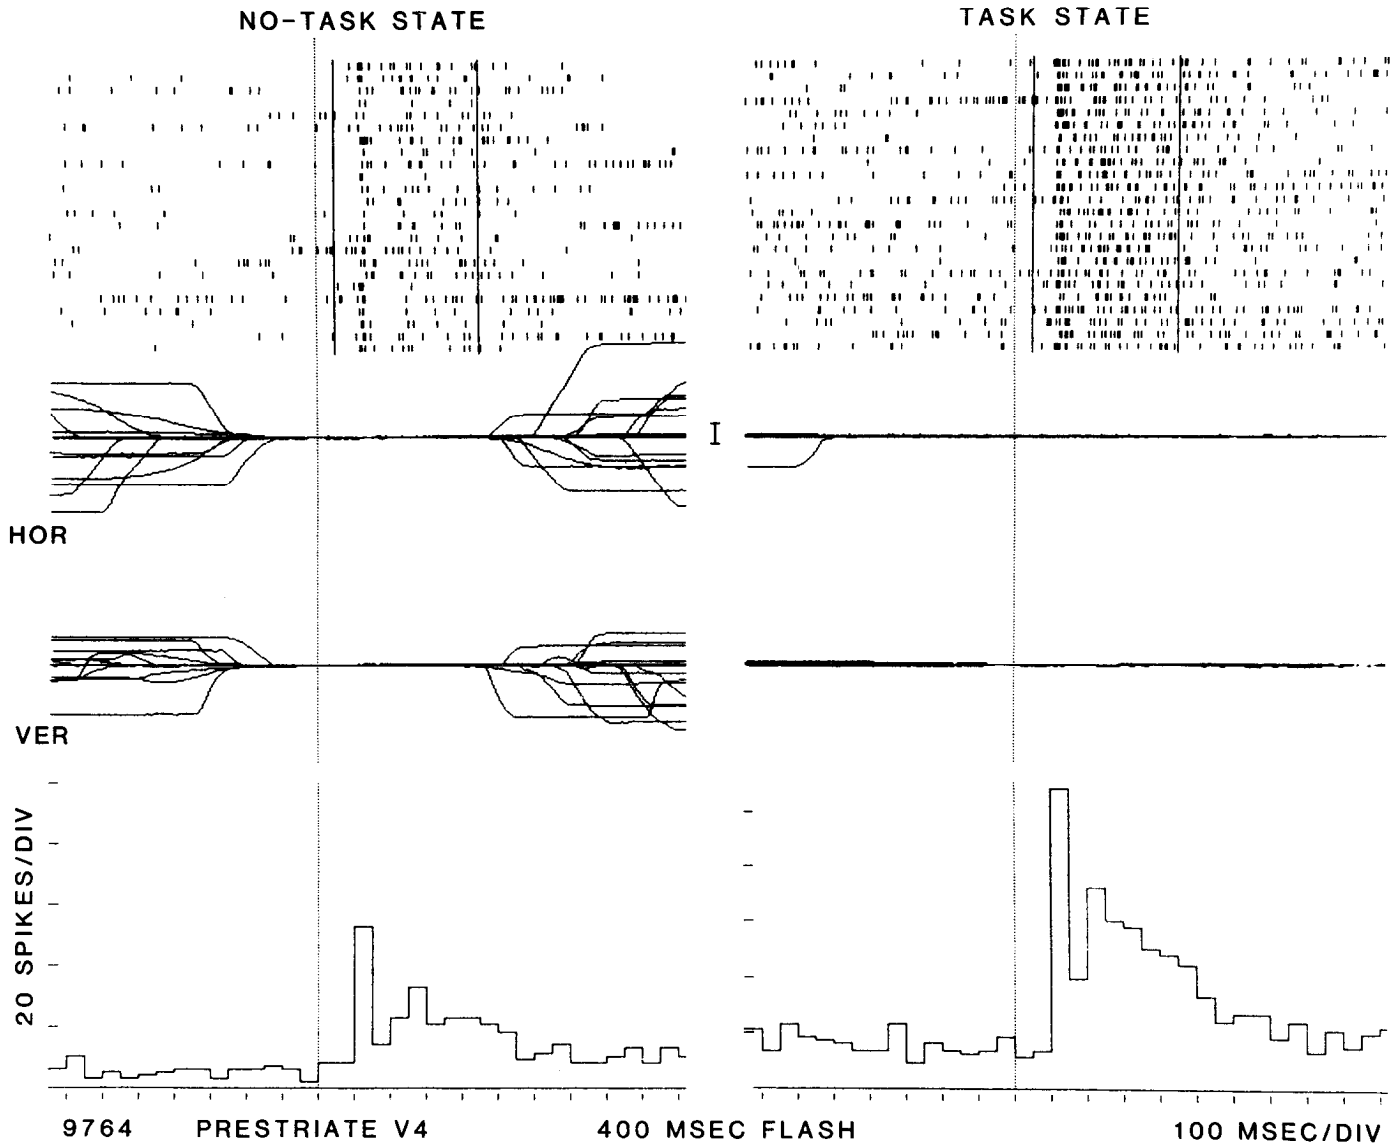 NO-TASK STATE
TASK STATE
HOR
VER
20 SPIKES/DIV
9764 PRESTRIATE V4 400 MSEC FLASH 100 MSEC/DIV